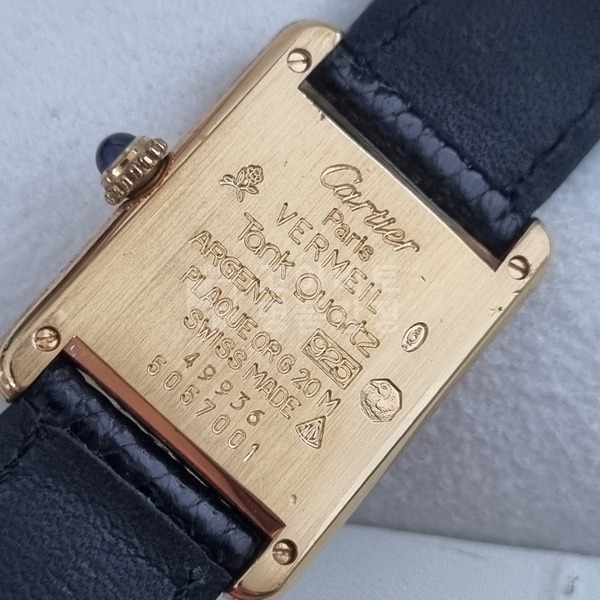 Cartier
Paris
VERMEIL
Tank Quartz
ARGENT 925
PLAQUE OR G 20 M
SWISS MADE
49936
5057001